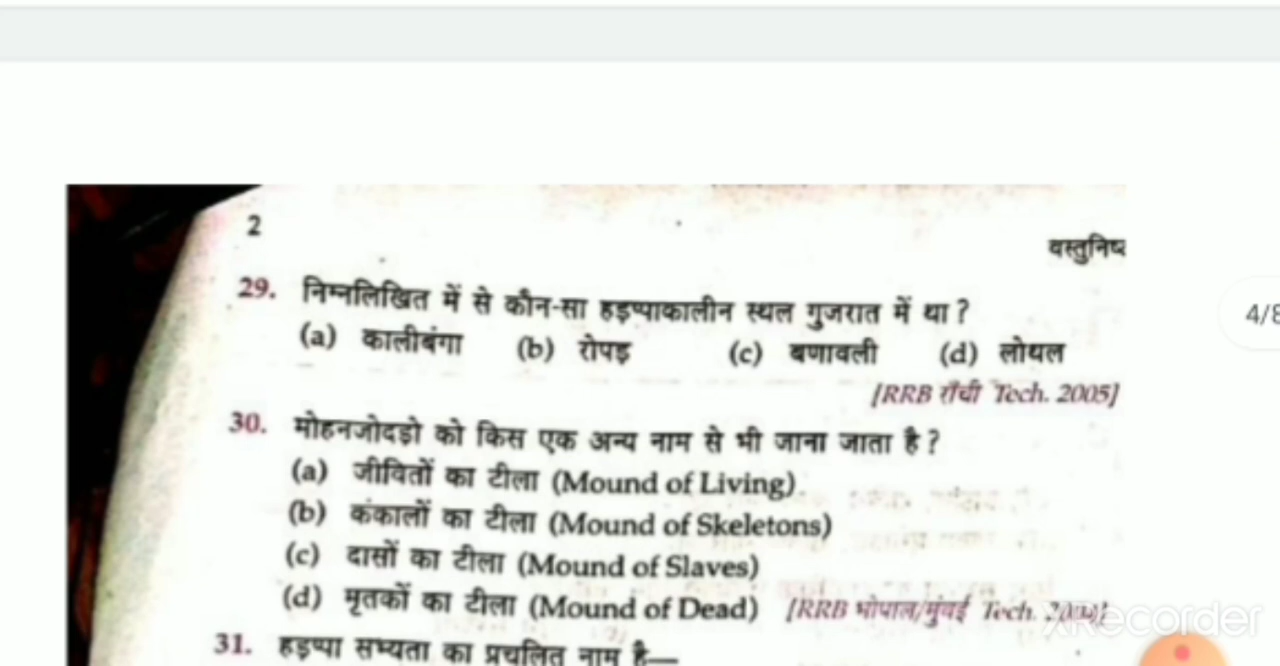 2
वस्तुनिष
29. निम्नलिखित में से कौन-सा हड़प्पाकालीन स्थल गुजरात में था ?
(a) कालीबंगा (b) रोपड़ (c) बणावली (d) लोथल
[RRB राँची Tech. 2005]
4/8
30. मोहनजोदड़ो को किस एक अन्य नाम से भी जाना जाता है ?
(a) जीवितों का टीला (Mound of Living)
(b) कंकालों का टीला (Mound of Skeletons)
(c) दासों का टीला (Mound of Slaves)
(d) मृतकों का टीला (Mound of Dead) [RRB भोपाल/मुंबई Tech.
XRecorder
31. हड़प्पा सभ्यता का प्रचलित नाम है—